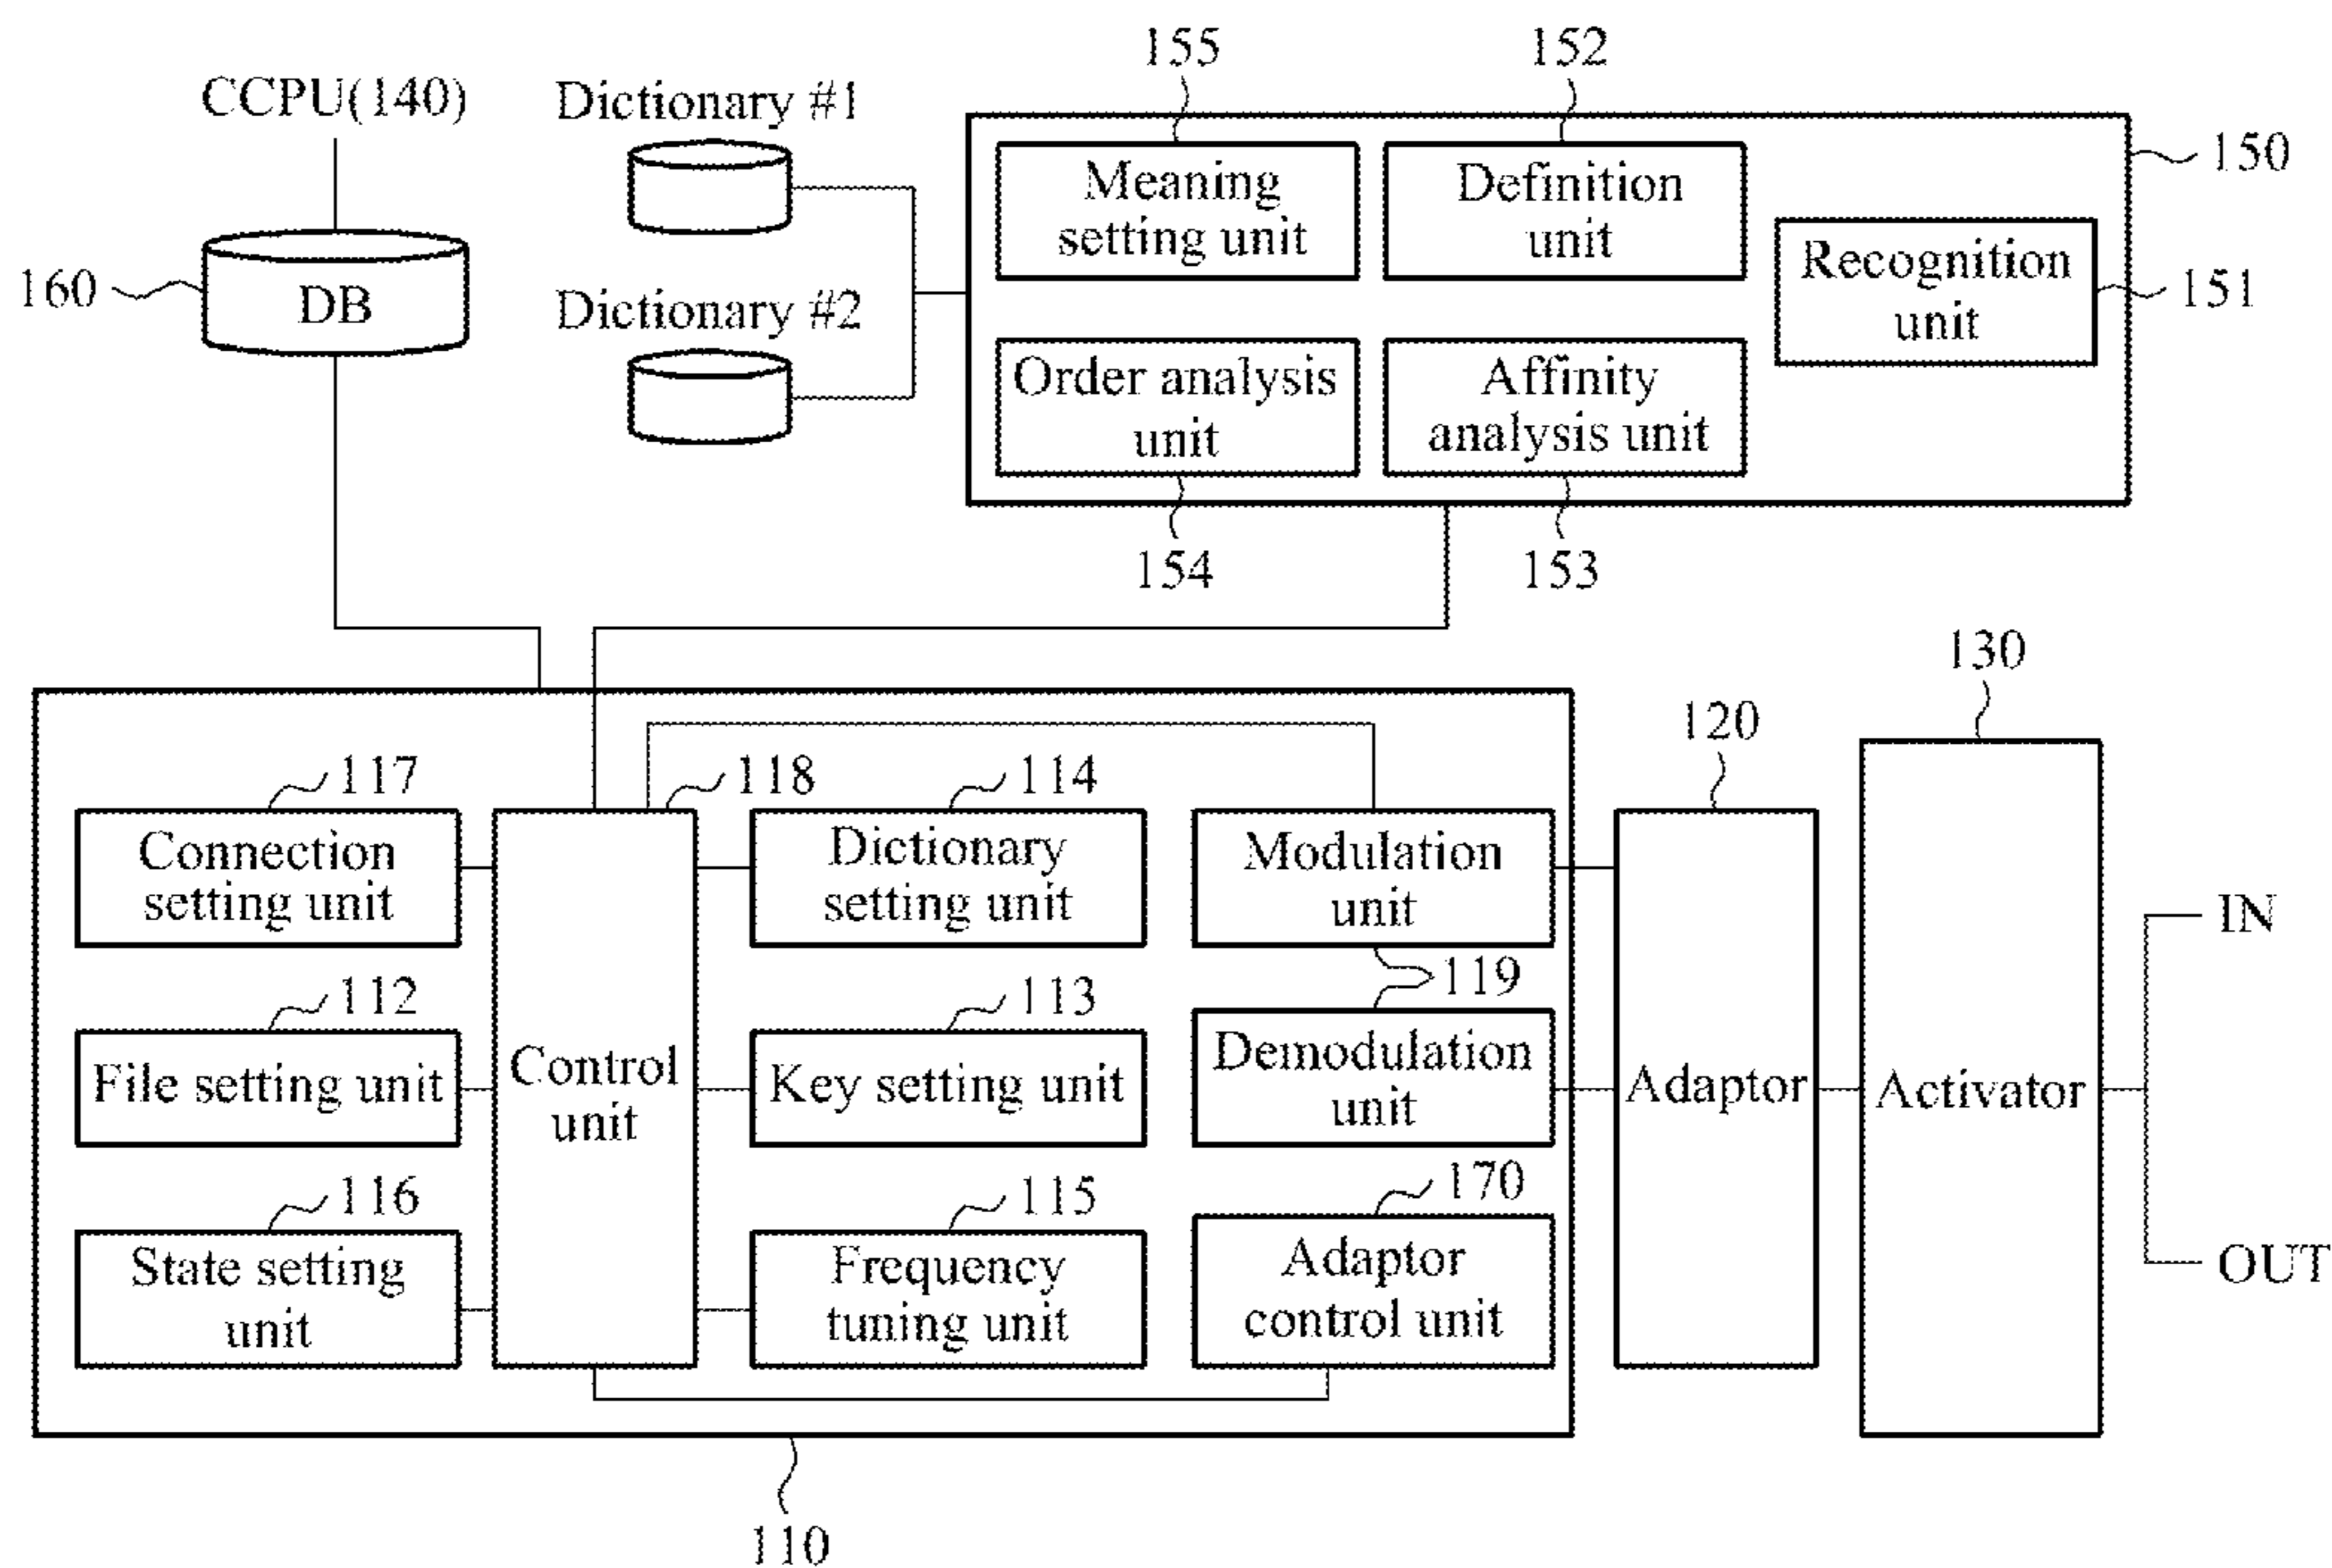 155
152
CCPU(140)
Dictionary #1
150
Meaning
setting unit
Definition
unit
Recognition
unit
151
160
DB
Dictionary #2
Order analysis
unit
Affinity
analysis unit
154
153
130
120
117
118
114
Connection
setting unit
Dictionary
setting unit
Modulation
unit
IN
112
113
119
File setting unit
Control
unit
Key setting unit
Demodulation
unit
Adaptor
Activator
116
115
170
State setting
unit
Frequency
tuning unit
Adaptor
control unit
OUT
110